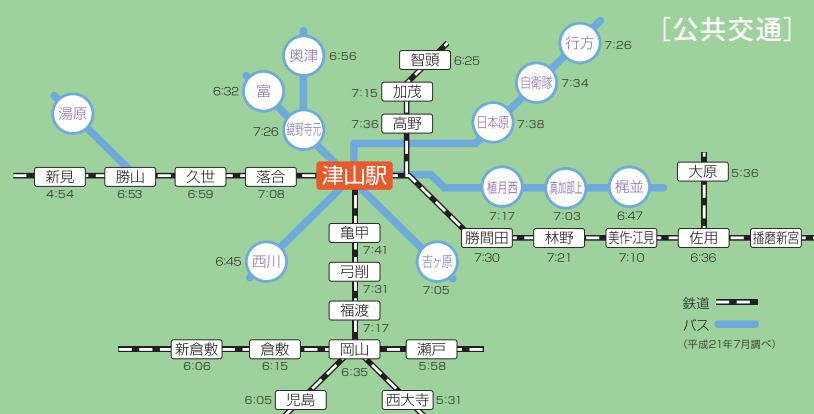 ［公共交通］
行方
7:26
奥津
6:56
智頭
6:25
自衛隊
7:34
富
6:32
加茂
7:15
湯原
鏡野寺元
7:26
高野
7:36
日本原
7:38
新見
4:54
勝山
6:53
久世
6:59
落合
7:08
津山駅
植月西
7:17
真加部上
7:03
梶並
6:47
大原
5:36
亀甲
7:41
勝間田
7:30
林野
7:21
美作・江見
7:10
佐用
6:36
播磨新宮
西川
6:45
弓削
7:31
吉ヶ原
7:05
福渡
7:17
鉄道
バス
（平成21年7月調べ）
新倉敷
6:06
倉敷
6:15
岡山
6:35
瀬戸
5:58
児島
6:05
西大寺
5:31